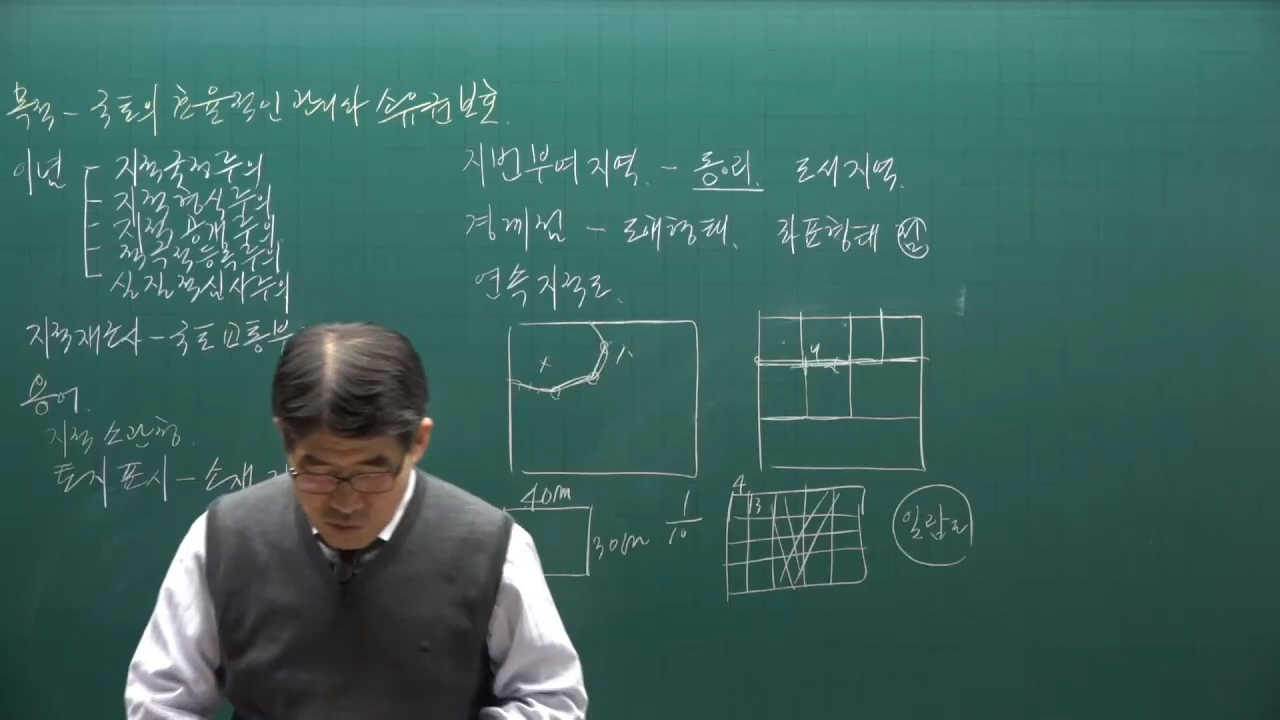 목적 - 국토의 효율적인 관리와 소유권 보호.
이념 - 지적국정주의
지적형식주의
지적공개주의
적극적등록주의
실질적심사주의
지적재조사 - 국토교통부
용어.
지적 소관청.
토지 표시 - 소재
지번부여지역. - 동·리. 도서지역.
경계점 - 도해형태. 좌표형태 점
연속지적도.
40m
30m
1/10
4
13
일람도